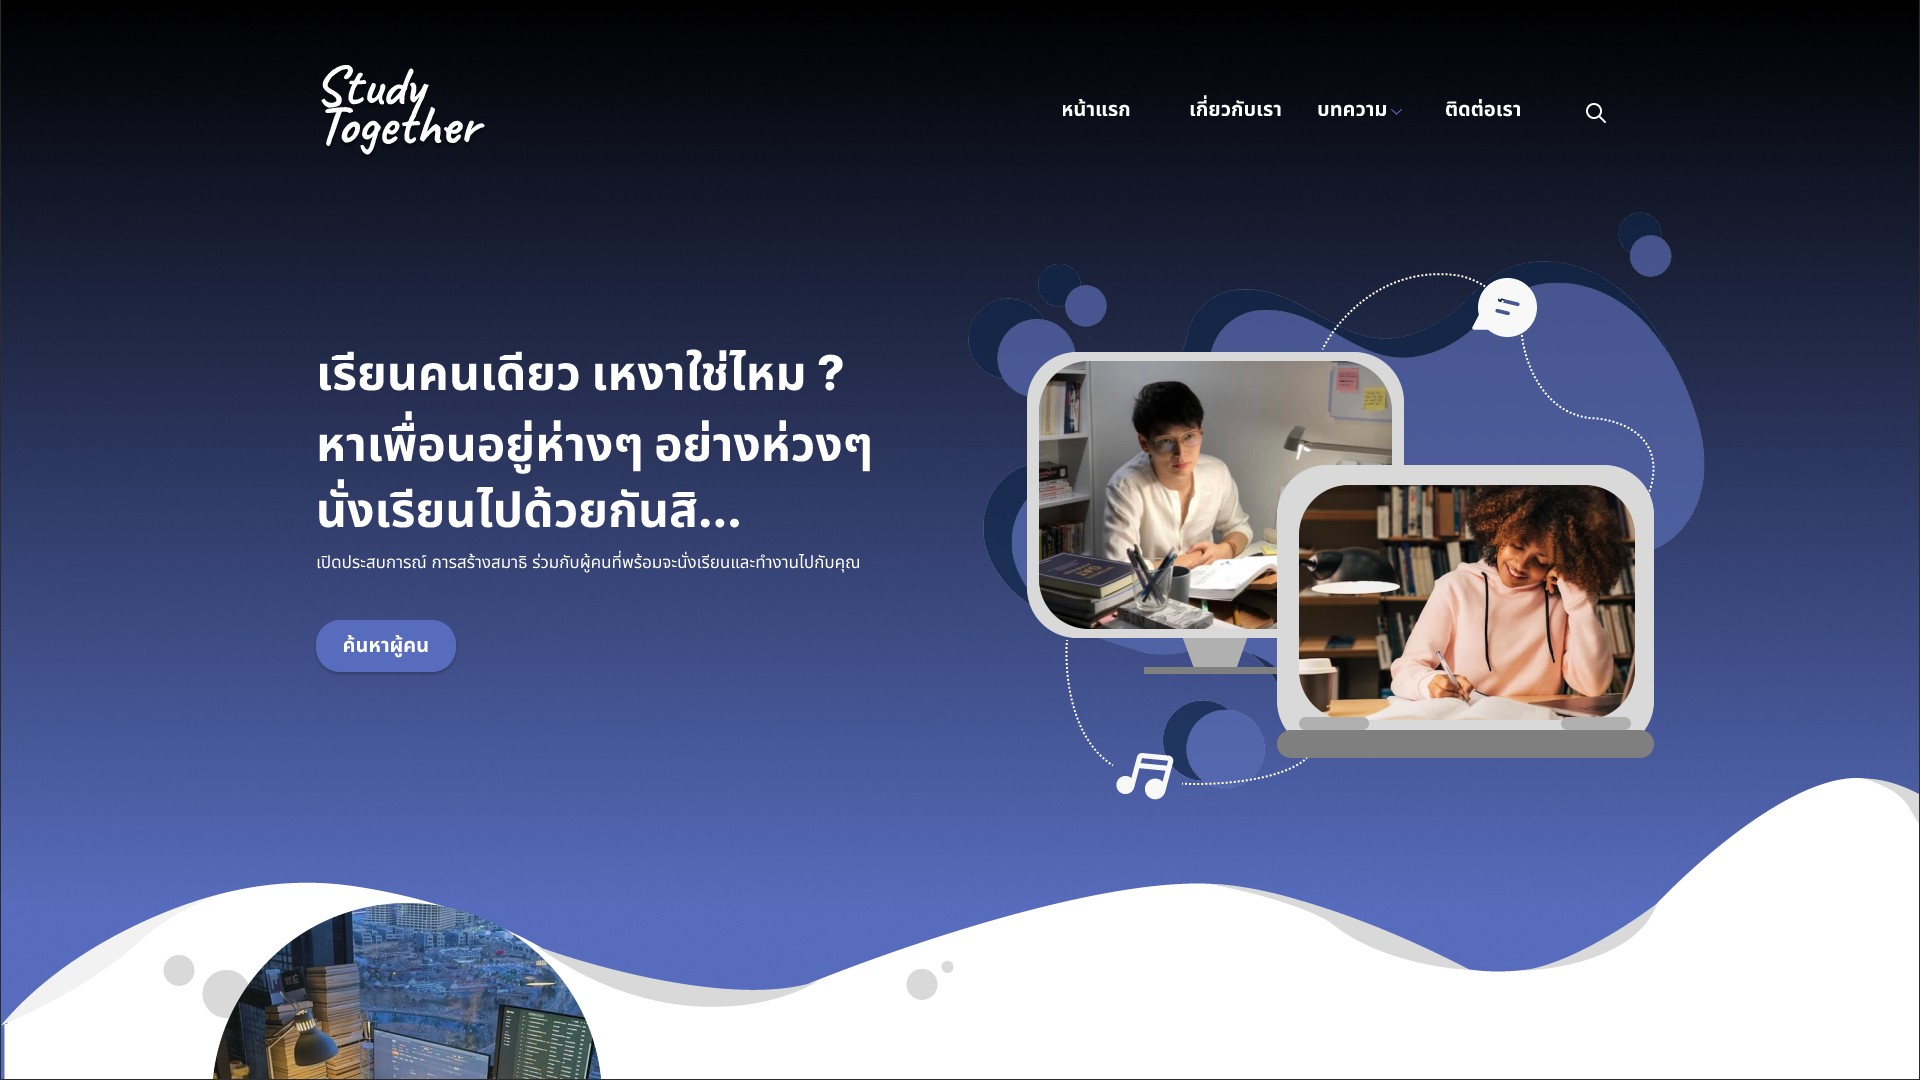 Study
Together
หน้าแรก
เกี่ยวกับเรา
บทความ
ติดต่อเรา
เรียนคนเดียว เหงาใช่ไหม ?
หาเพื่อนอยู่ห่างๆ อย่างห่วงๆ
นั่งเรียนไปด้วยกันสิ...
เปิดประสบการณ์ การสร้างสมาธิ ร่วมกับผู้คนที่พร้อมจะนั่งเรียนและทำงานไปกับคุณ
ค้นหาผู้คน